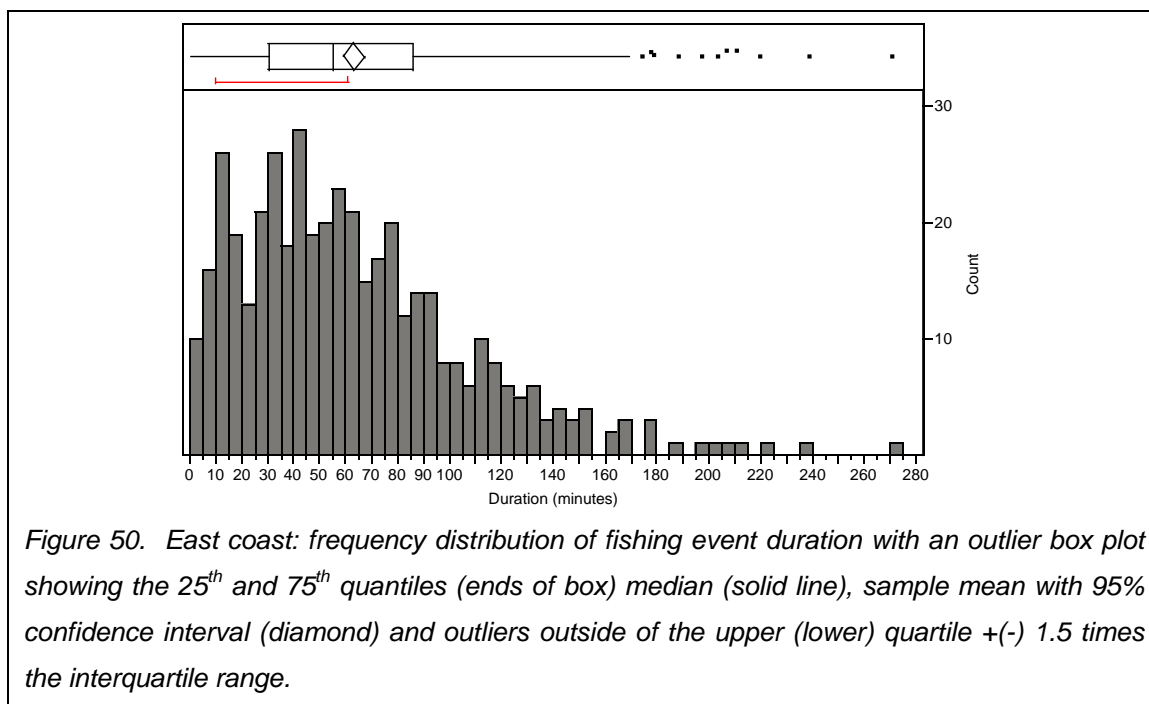 30
20
10
Count
0 10 20 30 40 50 60 70 80 90 100 120 140 160 180 200 220 240 260 280
Duration (minutes)
Figure 50. East coast: frequency distribution of fishing event duration with an outlier box plot
showing the 25th and 75th quantiles (ends of box) median (solid line), sample mean with 95%
confidence interval (diamond) and outliers outside of the upper (lower) quartile +(-) 1.5 times
the interquartile range.